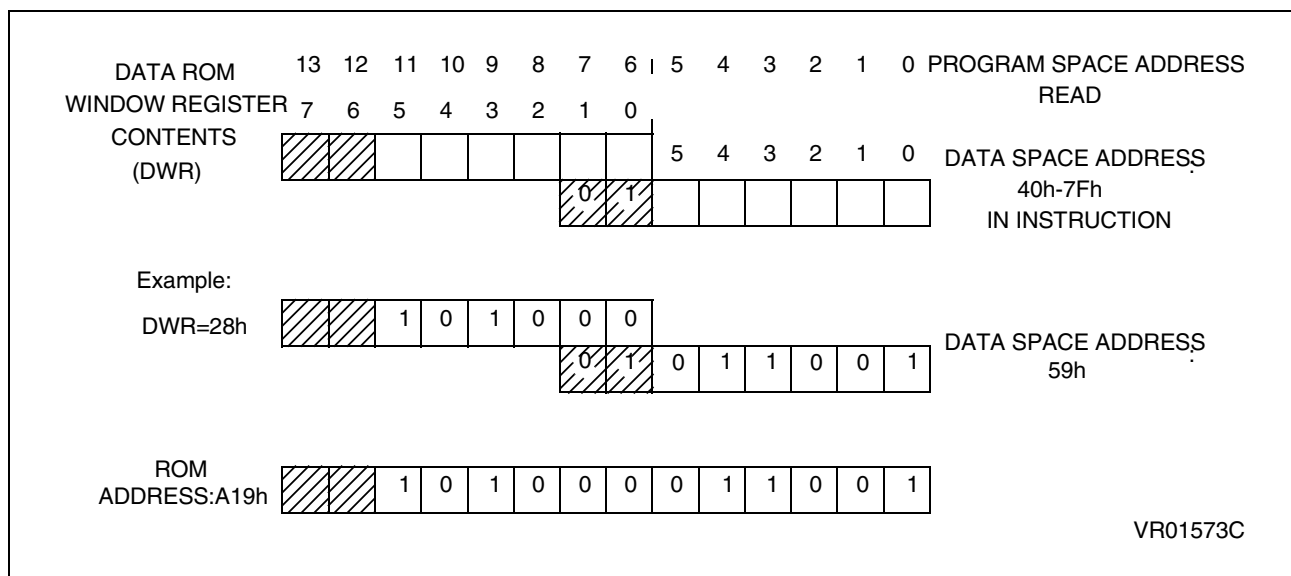 DATA ROM 13 12 11 10 9 8 7 6 5 4 3 2 1 0 PROGRAM SPACE ADDRESS
WINDOW REGISTER 7 6 5 4 3 2 1 0 READ
CONTENTS
(DWR) 5 4 3 2 1 0 DATA SPACE ADDRESS
:
0 1 40h-7Fh
IN INSTRUCTION
Example:
DWR=28h 1 0 1 0 0 0
0 1 0 1 1 0 0 1 DATA SPACE ADDRESS
:
59h
ROM
ADDRESS:A19h 1 0 1 0 0 0 0 1 1 0 0 1
VR01573C